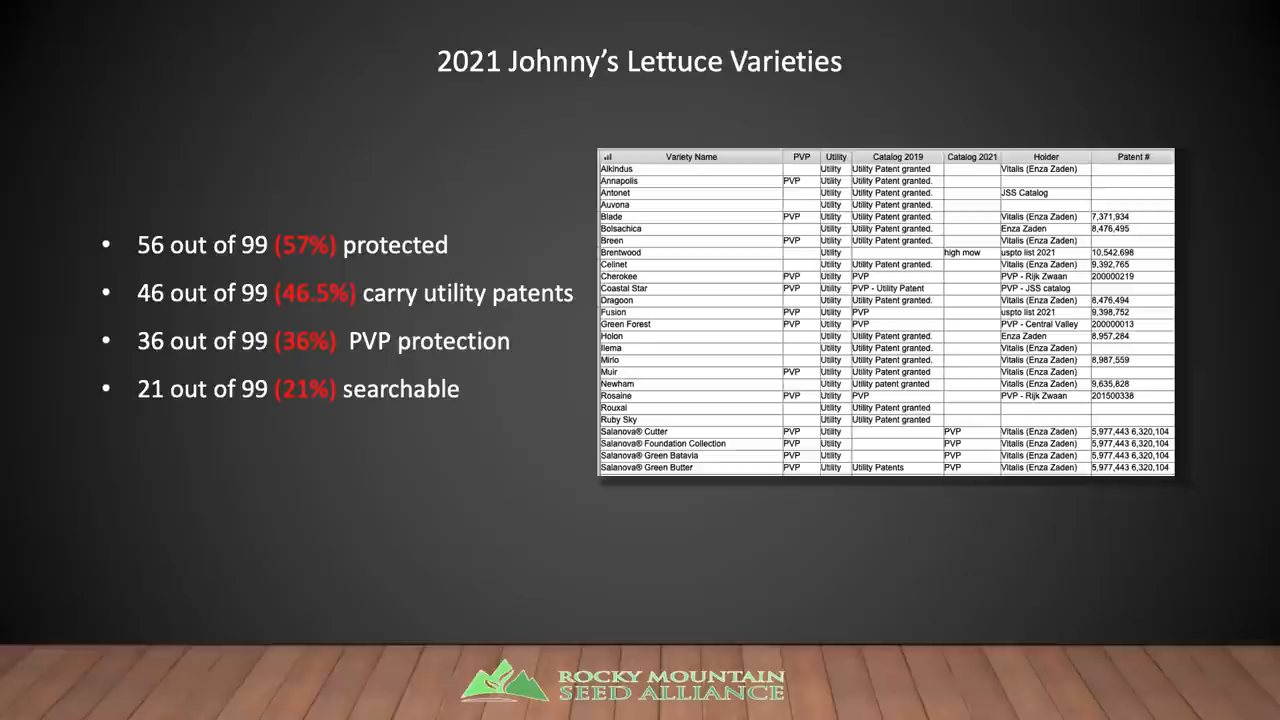 2021 Johnny’s Lettuce Varieties
• 56 out of 99 (57%) protected
• 46 out of 99 (46.5%) carry utility patents
• 36 out of 99 (36%) PVP protection
• 21 out of 99 (21%) searchable
Variety Name PVP Utility Catalog 2019 Catalog 2021 Holder Patent #
Alkindus Utility Utility Patent granted Vitalis (Enza Zaden)
Annapolis PVP Utility Utility Patent granted.
Antonet Utility Utility Patent granted. JSS Catalog
Auvona Utility Utility Patent granted.
Blade PVP Utility Utility Patent granted. Vitalis (Enza Zaden) 7,371,934
Bolsachica Utility Utility Patent granted. Enza Zaden 8,476,495
Breen PVP Utility Utility Patent granted.
Brentwood Utility high mow uspto list 2021 10,542,698
Celinet Utility Utility Patent granted. Vitalis (Enza Zaden) 9,392,765
Cherokee PVP Utility PVP PVP - Rijk Zwaan 200000219
Coastal Star PVP Utility PVP - Utility Patent PVP - JSS catalog
Dragoon Utility Utility Patent granted. Vitalis (Enza Zaden) 8,476,494
Fusion PVP Utility PVP uspto list 2021 9,398,752
Green Forest PVP Utility PVP PVP - Central Valley 200000013
Holon Utility Utility Patent granted. Enza Zaden 8,957,284
Ilema Utility Utility Patent granted. Vitalis (Enza Zaden)
Mirlo Utility Utility Patent granted. Vitalis (Enza Zaden) 8,987,559
Muir PVP Utility Utility Patent granted. Vitalis (Enza Zaden)
Newham Utility Utility patent granted Vitalis (Enza Zaden) 9,635,828
Rosaine PVP Utility PVP PVP - Rijk Zwaan 201500338
Rouxai Utility Utility Patent granted
Ruby Sky Utility Utility Patent granted
Salanova® Cutter PVP Utility PVP Vitalis (Enza Zaden) 5,977,443 6,320,104
Salanova® Foundation Collection PVP Utility PVP Vitalis (Enza Zaden) 5,977,443 6,320,104
Salanova® Green Batavia PVP Utility PVP Vitalis (Enza Zaden) 5,977,443 6,320,104
Salanova® Green Butter PVP Utility Utility Patents PVP Vitalis (Enza Zaden) 5,977,443 6,320,104
ROCKY MOUNTAIN
SEED ALLIANCE